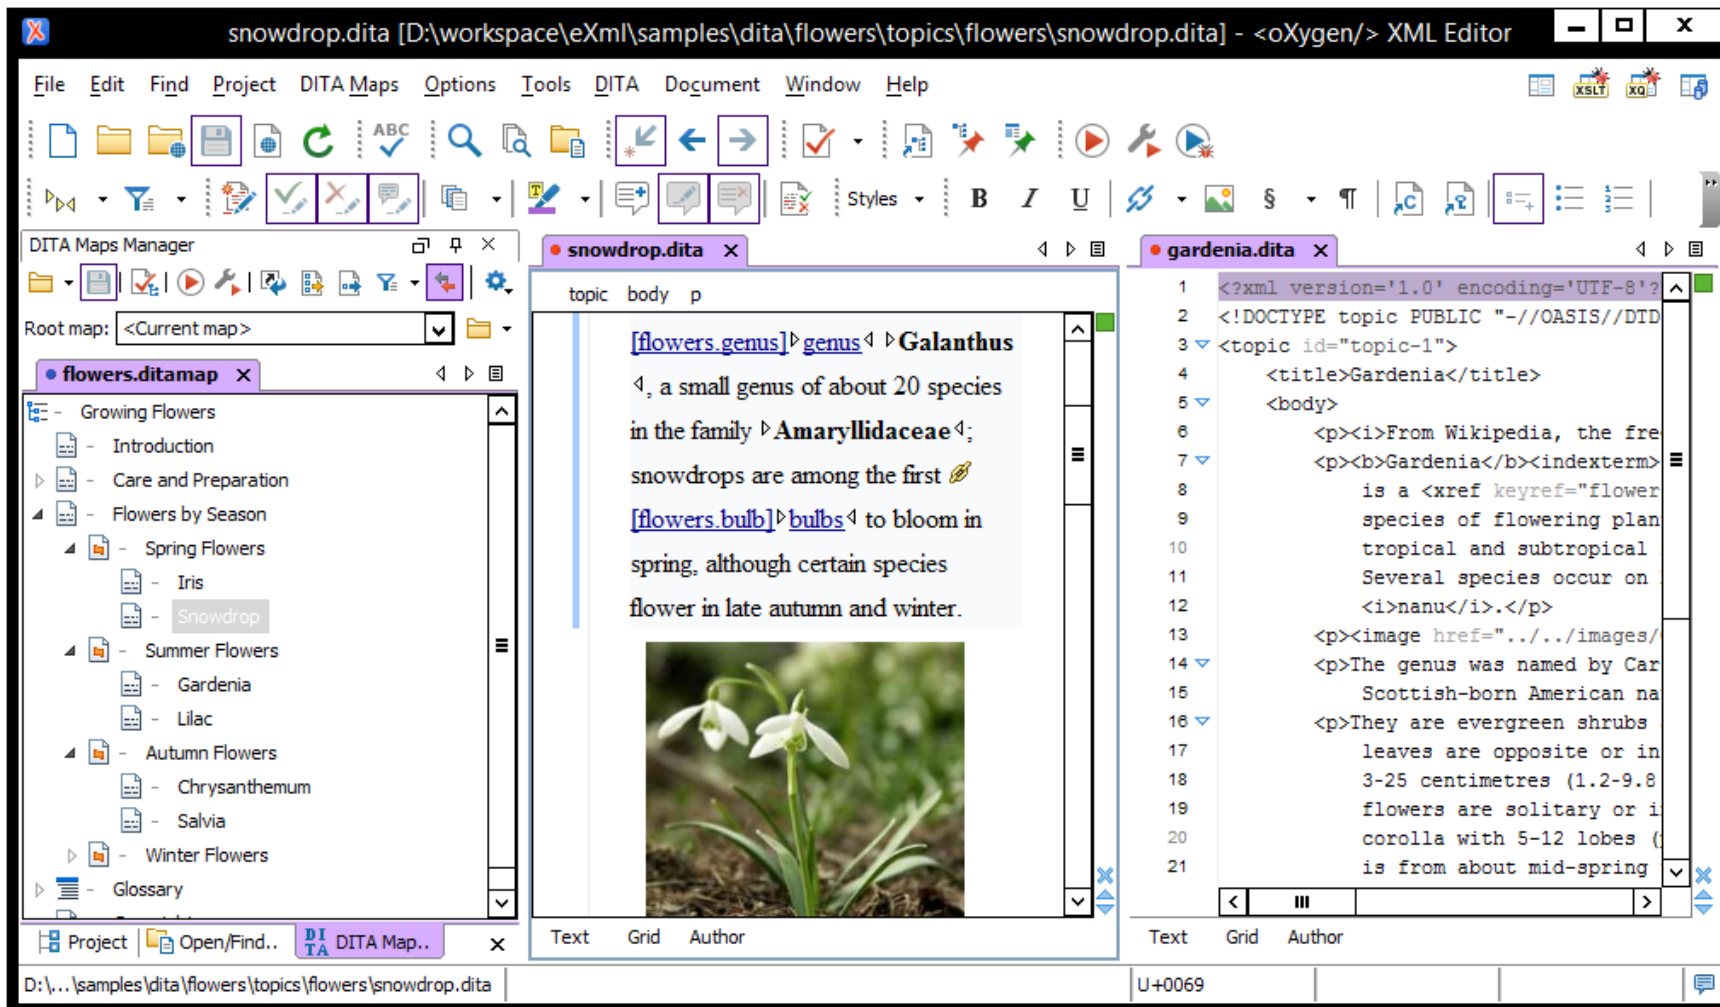 snowdrop.dita [D:\workspace\eXml\samples\dita\flowers\topics\flowers\snowdrop.dita] - <oXygen/> XML Editor
File Edit Find Project DITA Maps Options Tools DITA Document Window Help
XSLT XQ
ABC
Styles B I U § ¶
DITA Maps Manager
Root map: <Current map>
flowers.ditamap
Growing Flowers
Introduction
Care and Preparation
Flowers by Season
Spring Flowers
Iris
Snowdrop
Summer Flowers
Gardenia
Lilac
Autumn Flowers
Chrysanthemum
Salvia
Winter Flowers
Glossary
Project Open/Find.. DITA Map..
snowdrop.dita
topic body p
[flowers.genus] genus Galanthus
, a small genus of about 20 species
in the family Amaryllidaceae;
snowdrops are among the first
[flowers.bulb] bulbs to bloom in
spring, although certain species
flower in late autumn and winter.
Text Grid Author
gardenia.dita
1 <?xml version='1.0' encoding='UTF-8'?
2 <!DOCTYPE topic PUBLIC "-//OASIS//DTD
3 <topic id="topic-1">
4 <title>Gardenia</title>
5 <body>
6 <p><i>From Wikipedia, the fre
7 <p><b>Gardenia</b><indexterm>
8 is a <xref keyref="flower
9 species of flowering plan
10 tropical and subtropical
11 Several species occur on
12 <i>nanu</i>.</p>
13 <p><image href="../../images/
14 <p>The genus was named by Car
15 Scottish-born American na
16 <p>They are evergreen shrubs
17 leaves are opposite or in
18 3-25 centimetres (1.2-9.8
19 flowers are solitary or i
20 corolla with 5-12 lobes (
21 is from about mid-spring
Text Grid Author
D:\...\samples\dita\flowers\topics\flowers\snowdrop.dita
U+0069